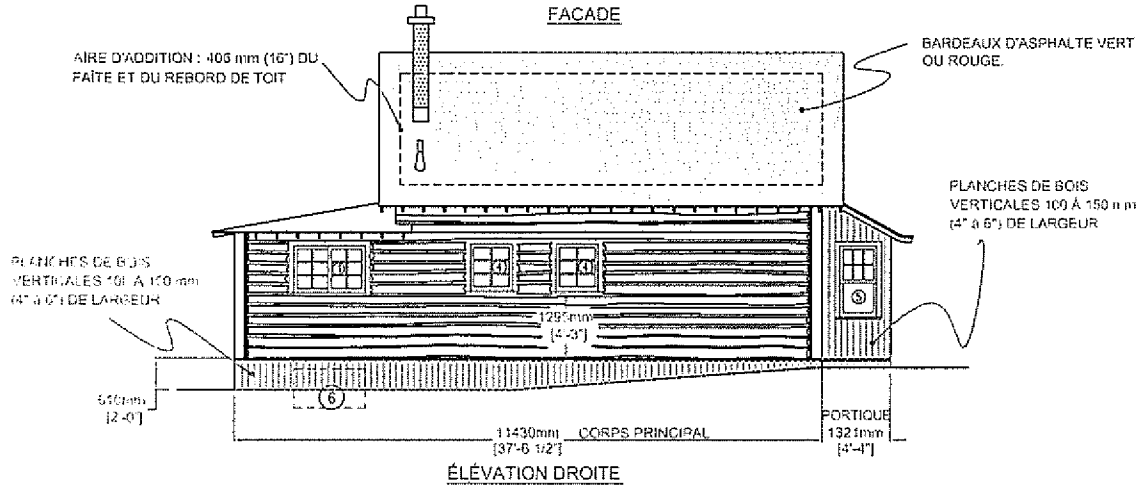 FACADE
AIRE D'ADDITION : 406 mm (16") DU
FAÎTE ET DU REBORD DE TOIT
BARDEAUX D'ASPHALTE VERT
OU ROUGE.
PLANCHES DE BOIS
VERTICALES 100 À 150 mm
(4" à 6") DE LARGEUR
PLANCHES DE BOIS
VERTICALES 100 À 150 mm
(4" à 6") DE LARGEUR
4
4
5
1295mm
[4'-3"]
6
610mm
[2'-0"]
11430mm CORPS PRINCIPAL
[37'-6 1/2"]
PORTIQUE
1321mm
[4'-4"]
ÉLÉVATION DROITE